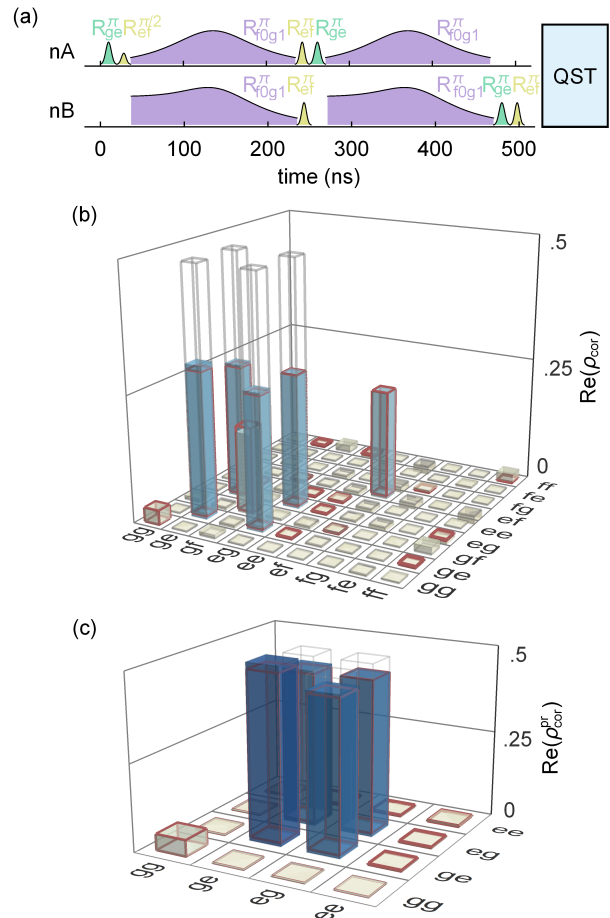 (a)
R^π_ge R^π/2_ef R^π_f0g1 R^π_ef R^π_ge R^π_f0g1
nA
QST
R^π_f0g1 R^π_ef R^π_f0g1 R^π_ge R^π_ef
nB
0 100 200 300 400 500
time (ns)
(b)
.5
.25
0
Re(ρ_cor)
gg ge gf eg ee ef fg fe ff
ff
fe
fg
ef
ee
eg
gf
ge
gg
(c)
.5
.25
0
Re(ρ^pr_cor)
gg ge eg ee
ee
eg
ge
gg